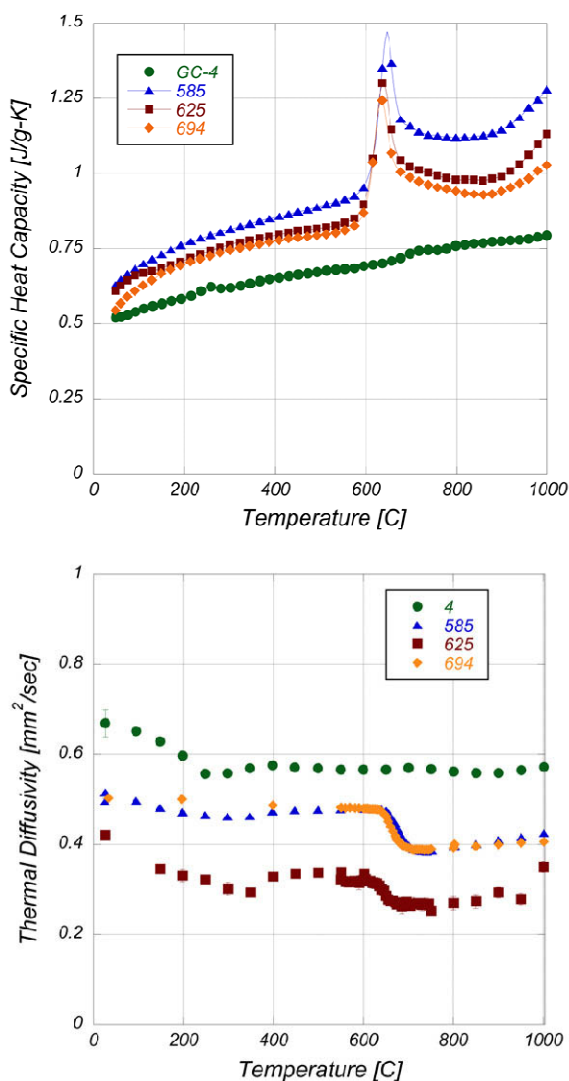 1.5
1.25
1
0.75
0.5
0.25
0
Specific Heat Capacity [J/g-K]
GC-4
585
625
694
0 200 400 600 800 1000
Temperature [C]
1
0.8
0.6
0.4
0.2
0
Thermal Diffusivity [mm²/sec]
4
585
625
694
0 200 400 600 800 1000
Temperature [C]